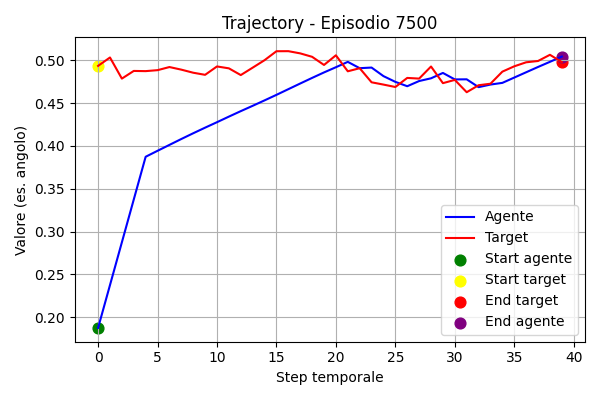 Trajectory - Episodio 7500
Valore (es. angolo)
0.50
0.45
0.40
0.35
0.30
0.25
0.20
Agente
Target
Start agente
Start target
End target
End agente
0 5 10 15 20 25 30 35 40
Step temporale